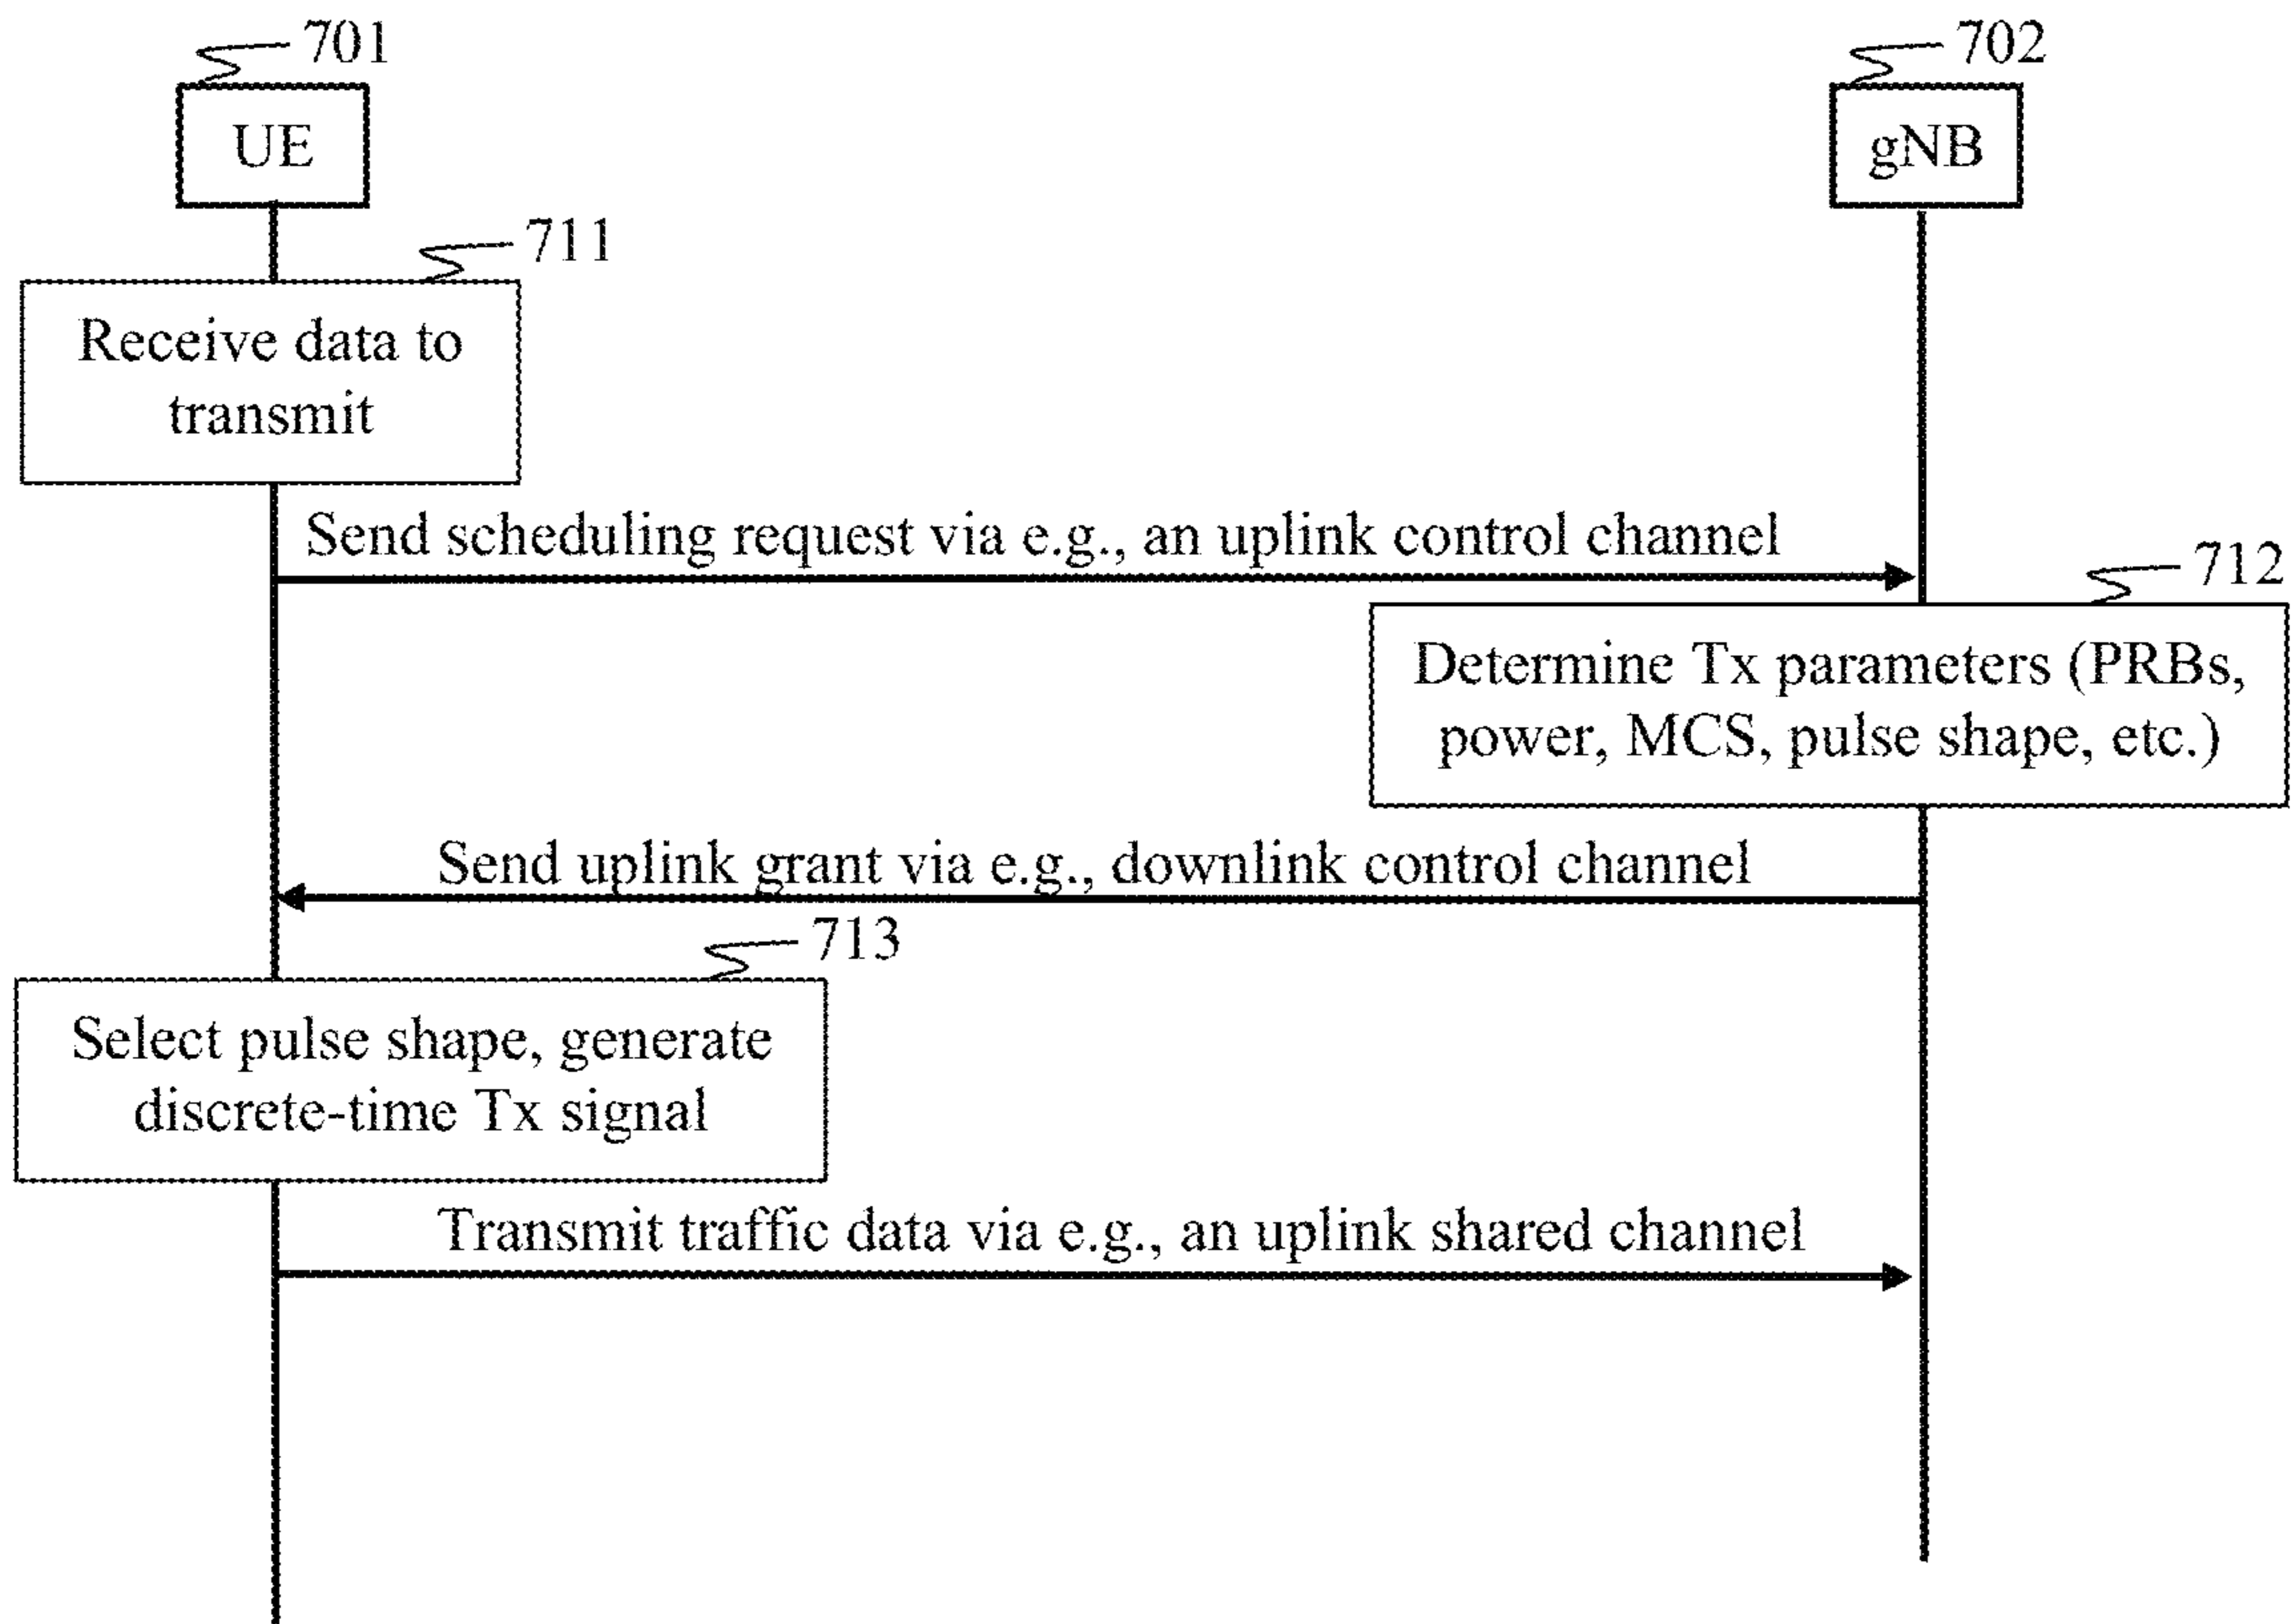 701
702
UE
gNB
711
Receive data to
transmit
Send scheduling request via e.g., an uplink control channel
712
Determine Tx parameters (PRBs,
power, MCS, pulse shape, etc.)
Send uplink grant via e.g., downlink control channel
713
Select pulse shape, generate
discrete-time Tx signal
Transmit traffic data via e.g., an uplink shared channel